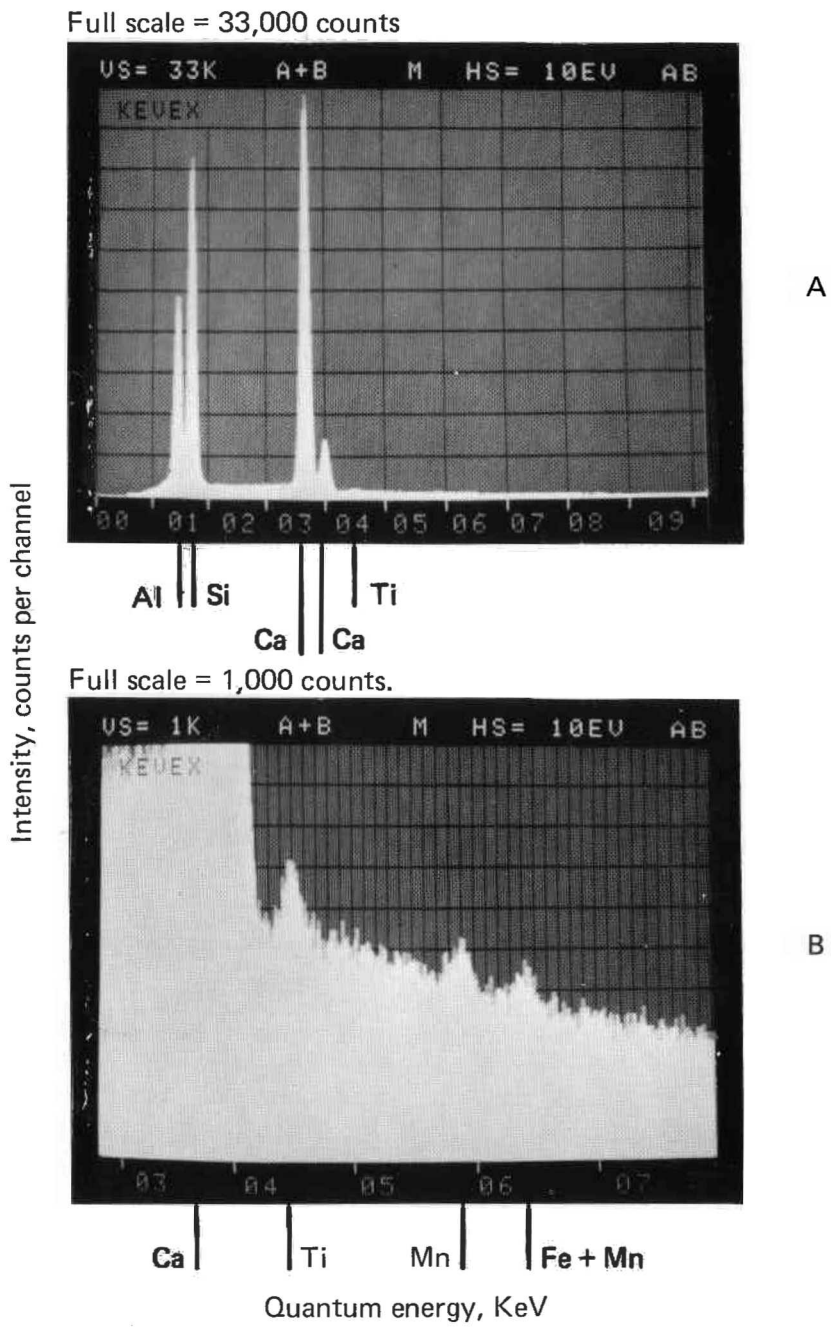 Full scale = 33,000 counts
VS= 33K A+B M HS= 10EV AB
KEVEX
A
00 01 02 03 04 05 06 07 08 09
Al Si Ti
Ca Ca
Intensity, counts per channel
Full scale = 1,000 counts.
VS= 1K A+B M HS= 10EV AB
KEVEX
B
03 04 05 06 07
Ca Ti Mn Fe + Mn
Quantum energy, KeV